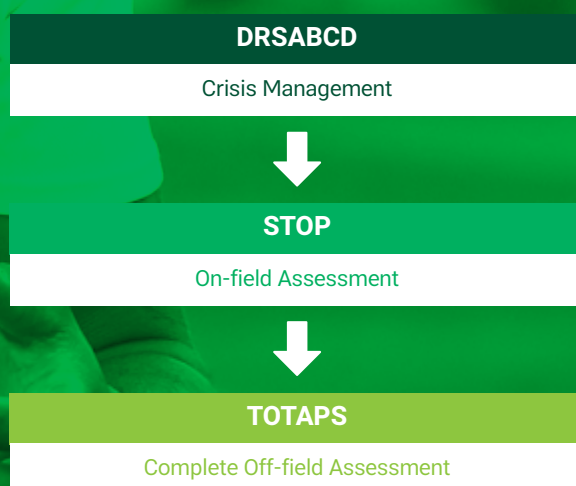 DRSABCD
Crisis Management
STOP
On-field Assessment
TOTAPS
Complete Off-field Assessment